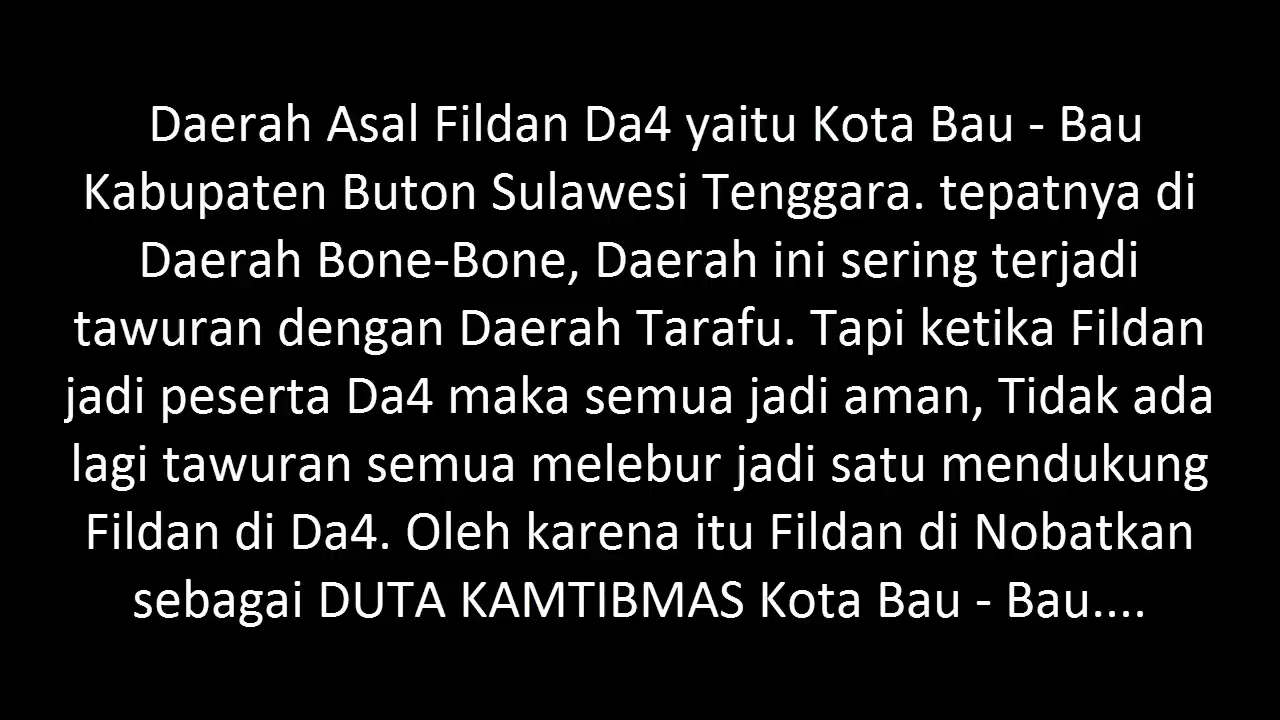 Daerah Asal Fildan Da4 yaitu Kota Bau - Bau
Kabupaten Buton Sulawesi Tenggara. tepatnya di
Daerah Bone-Bone, Daerah ini sering terjadi
tawuran dengan Daerah Tarafu. Tapi ketika Fildan
jadi peserta Da4 maka semua jadi aman, Tidak ada
lagi tawuran semua melebur jadi satu mendukung
Fildan di Da4. Oleh karena itu Fildan di Nobatkan
sebagai DUTA KAMTIBMAS Kota Bau - Bau....